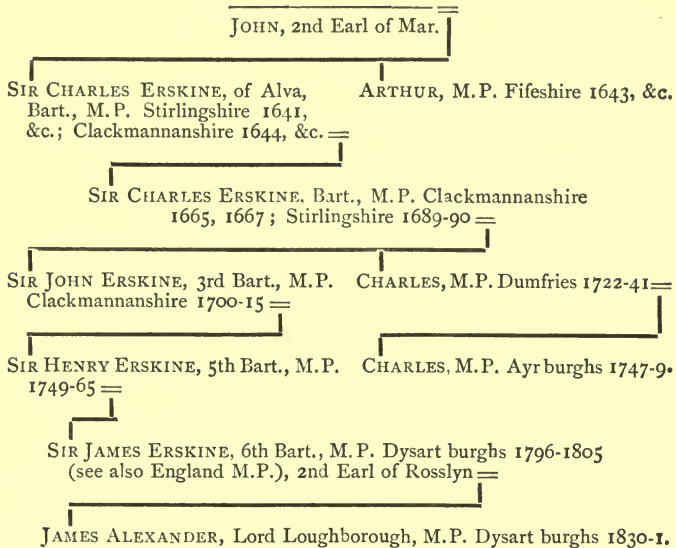 JOHN, 2nd Earl of Mar.
SIR CHARLES ERSKINE, of Alva,
Bart., M.P. Stirlingshire 1641,
&c.; Clackmannanshire 1644, &c.
ARTHUR, M.P. Fifeshire 1643, &c.
SIR CHARLES ERSKINE, Bart., M.P. Clackmannanshire
1665, 1667; Stirlingshire 1689-90
SIR JOHN ERSKINE, 3rd Bart., M.P.
Clackmannanshire 1700-15
CHARLES, M.P. Dumfries 1722-41
SIR HENRY ERSKINE, 5th Bart., M.P.
1749-65
CHARLES, M.P. Ayr burghs 1747-9.
SIR JAMES ERSKINE, 6th Bart., M.P. Dysart burghs 1796-1805
(see also England M.P.), 2nd Earl of Rosslyn
JAMES ALEXANDER, Lord Loughborough, M.P. Dysart burghs 1830-1.